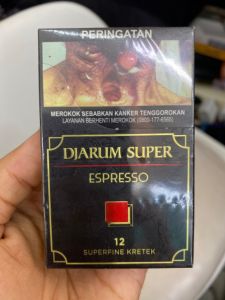 PERINGATAN
MEROKOK SEBABKAN KANKER TENGGOROKAN
LAYANAN BERHENTI MEROKOK (0800-177-6565)
DJARUM SUPER
ESPRESSO
12
SUPERFINE KRETEK